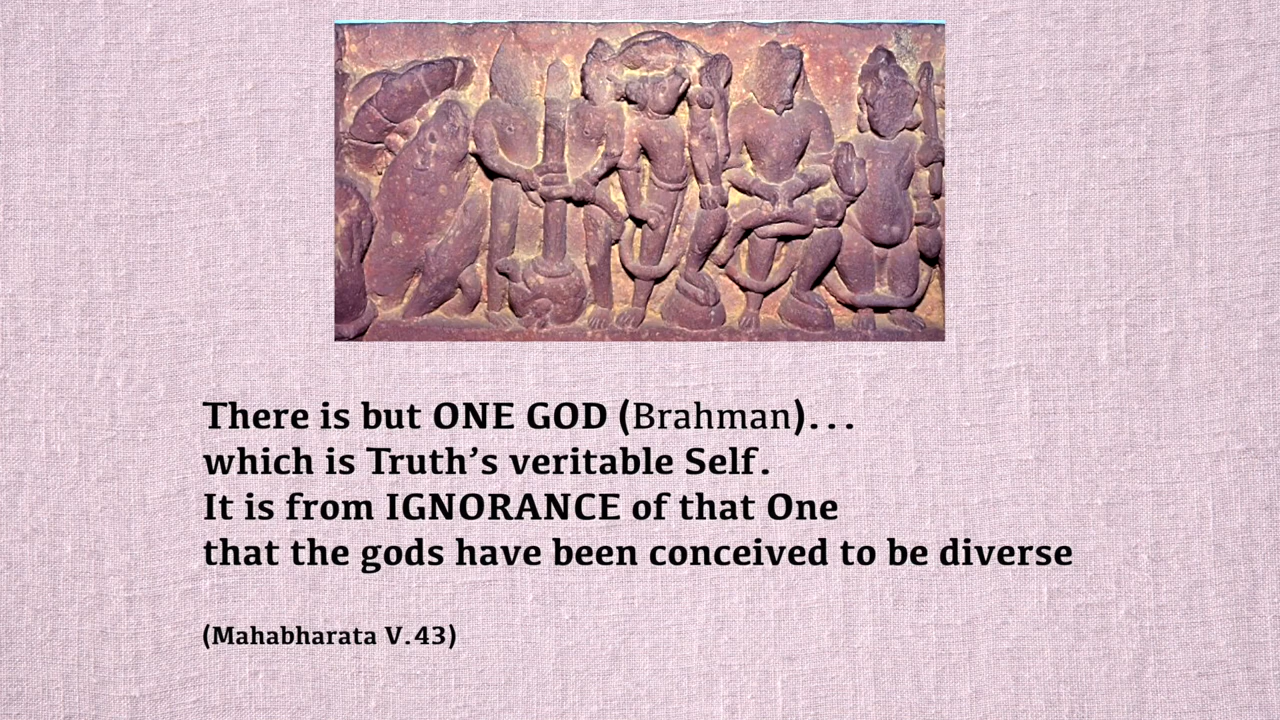 There is but ONE GOD (Brahman)...
which is Truth’s veritable Self.
It is from IGNORANCE of that One
that the gods have been conceived to be diverse
(Mahabharata V.43)